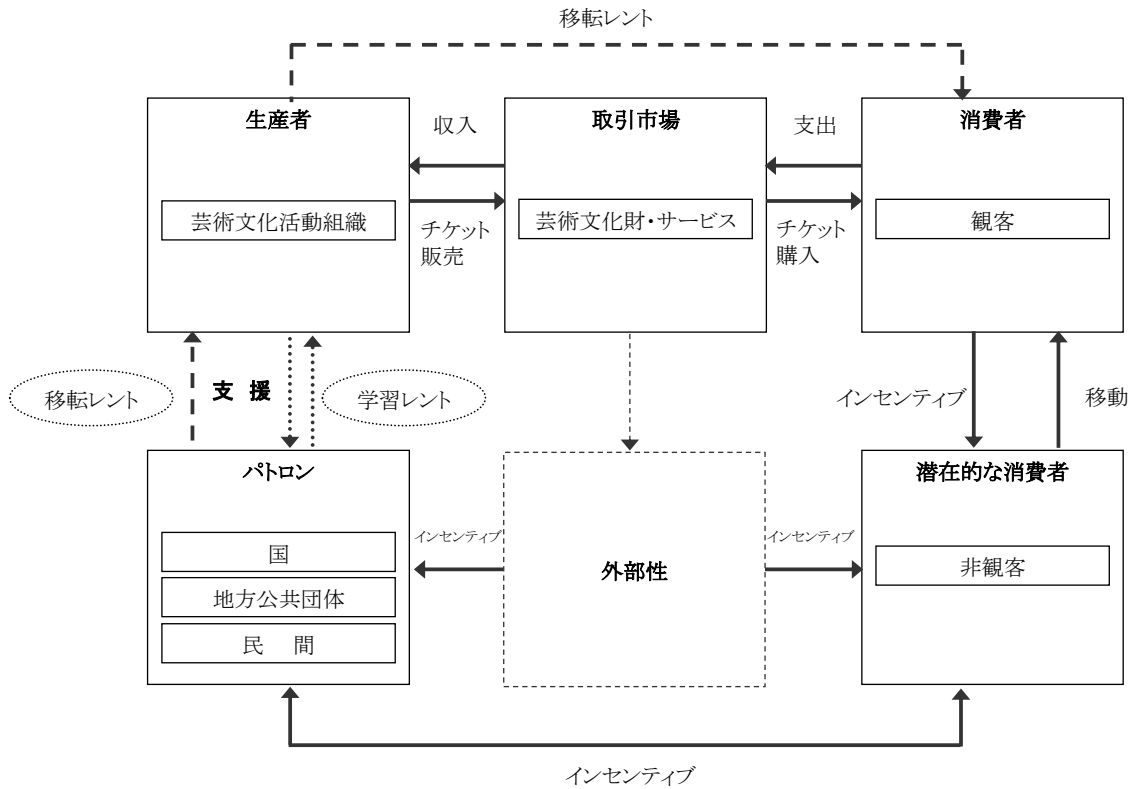 移転レント
生産者
取引市場
消費者
収入
支出
芸術文化活動組織
芸術文化財・サービス
観客
チケット
販売
チケット
購入
移転レント
支 援
学習レント
インセンティブ
移動
パトロン
潜在的な消費者
国
地方公共団体
民 間
インセンティブ
外部性
インセンティブ
非観客
インセンティブ